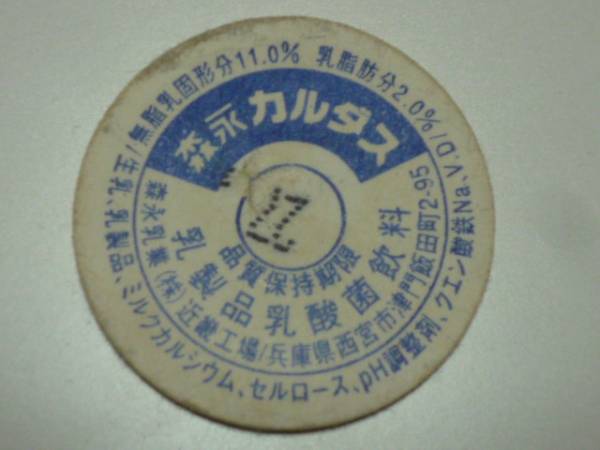 無脂乳固形分11.0% 乳脂肪分2.0%
森永カルダス
品質保持期限
製品乳酸菌飲料
森永乳業(株)近畿工場/兵庫県西宮市津門飯田町2-95
/生乳、乳製品、ミルクカルシウム、セルロース、pH調整剤、クエン酸鉄Na、V.D/